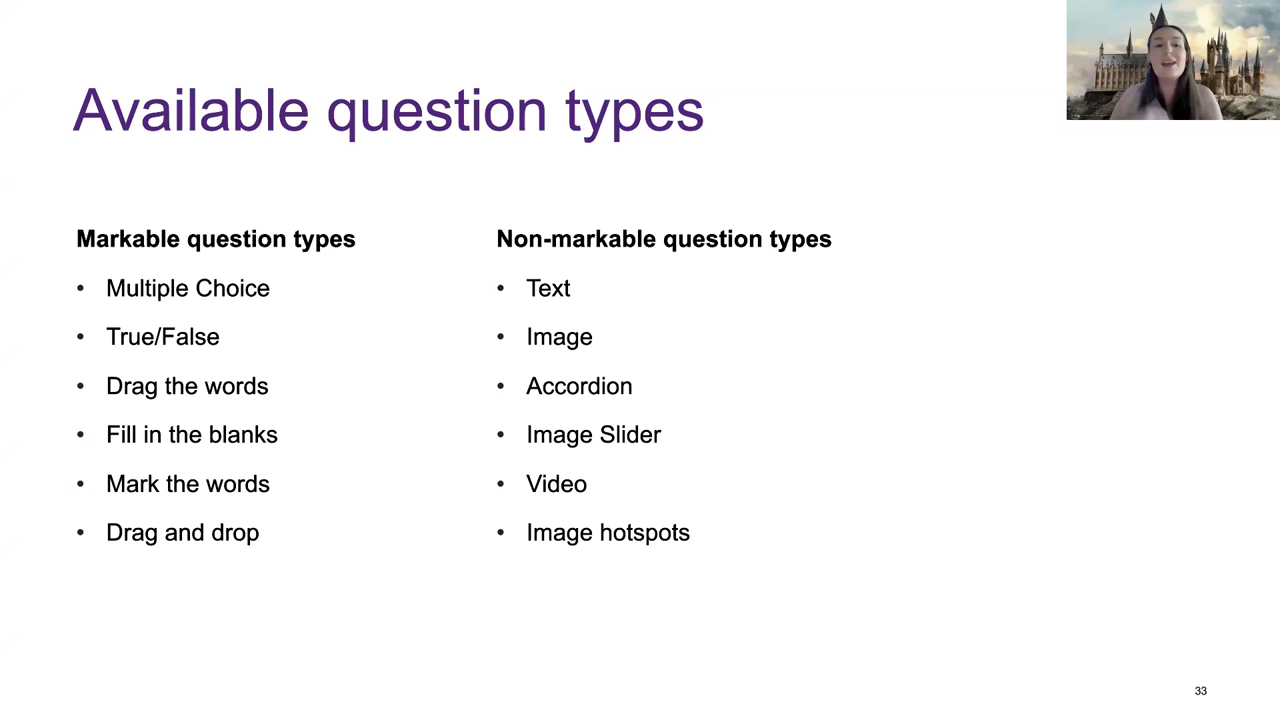 Available question types
Markable question types
• Multiple Choice
• True/False
• Drag the words
• Fill in the blanks
• Mark the words
• Drag and drop
Non-markable question types
• Text
• Image
• Accordion
• Image Slider
• Video
• Image hotspots
33